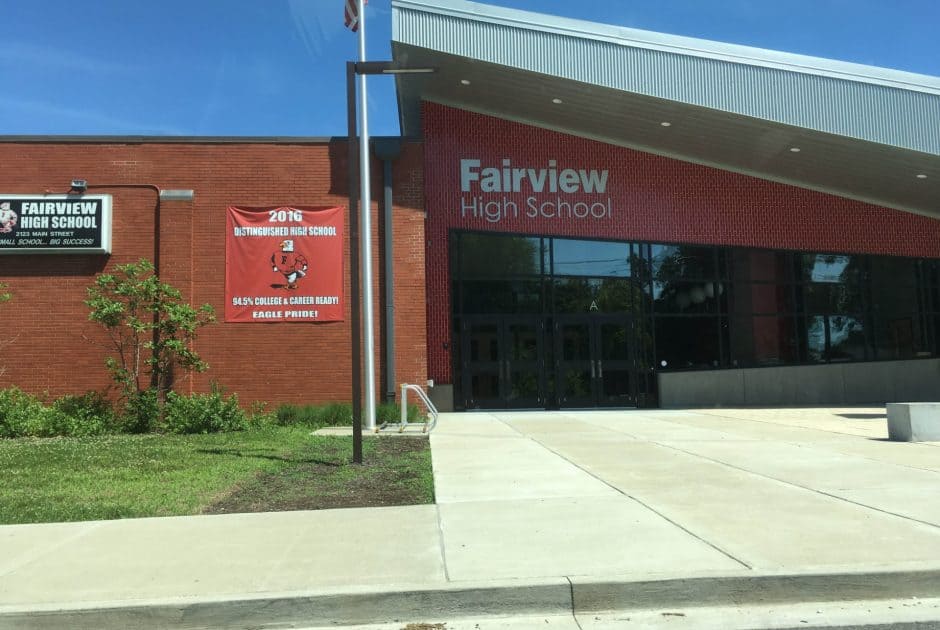 FAIRVIEW
HIGH SCHOOL
2123 MAIN STREET
SMALL SCHOOL... BIG SUCCESS!
2016
DISTINGUISHED HIGH SCHOOL
F
94.5% COLLEGE & CAREER READY!
EAGLE PRIDE!
Fairview
High School
A